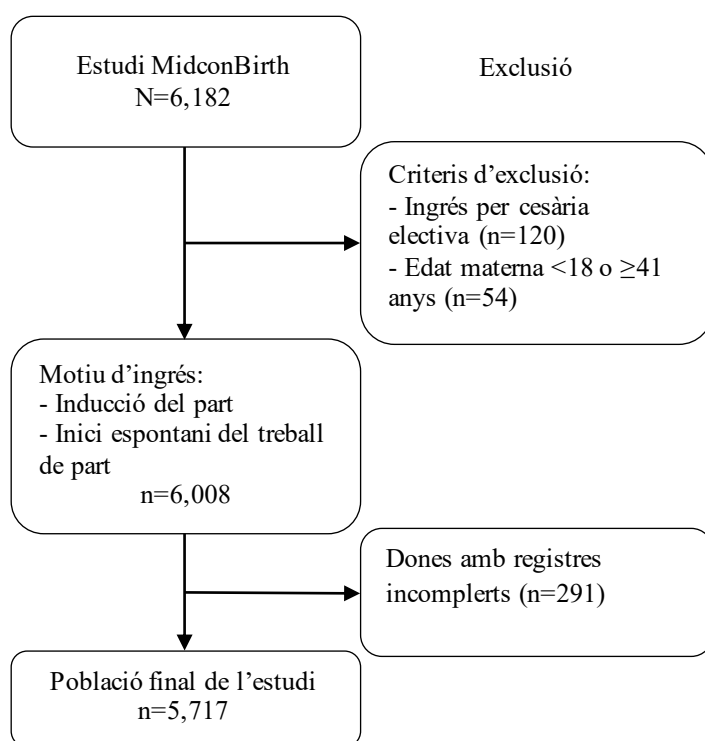 Estudi MidconBirth
N=6,182
Exclusió
Criteris d’exclusió:
- Ingrés per cesària
electiva (n=120)
- Edat materna <18 o ≥41
anys (n=54)
Motiu d’ingrés:
- Inducció del part
- Inici espontani del treball
de part
n=6,008
Dones amb registres
incomplerts (n=291)
Població final de l’estudi
n=5,717